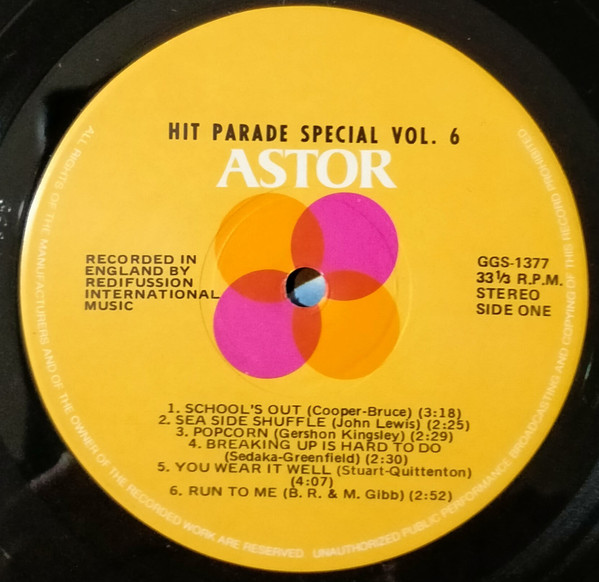 HIT PARADE SPECIAL VOL. 6
ASTOR
RECORDED IN
ENGLAND BY
REDIFUSSION
INTERNATIONAL
MUSIC
GGS-1377
33⅓ R.P.M.
STEREO
SIDE ONE
1. SCHOOL'S OUT (Cooper-Bruce) (3:18)
2. SEA SIDE SHUFFLE (John Lewis) (2:25)
3. POPCORN (Gershon Kingsley) (2:29)
4. BREAKING UP IS HARD TO DO
(Sedaka-Greenfield) (2:30)
5. YOU WEAR IT WELL (Stuart-Quittenton)
(4:07)
6. RUN TO ME (B. R. & M. Gibb) (2:52)
ALL RIGHTS OF THE MANUFACTURERS AND OF THE OWNER OF THE RECORDED WORK ARE RESERVED UNAUTHORIZED PUBLIC PERFORMANCE BROADCASTING AND COPYING OF THE RECORD PROHIBITED